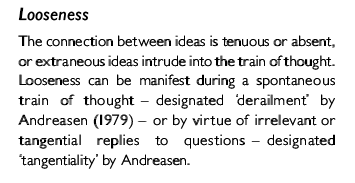 Looseness
The connection between ideas is tenuous or absent,
or extraneous ideas intrude into the train of thought.
Looseness can be manifest during a spontaneous
train of thought – designated ‘derailment’ by
Andreasen (1979) – or by virtue of irrelevant or
tangential replies to questions – designated
‘tangentiality’ by Andreasen.